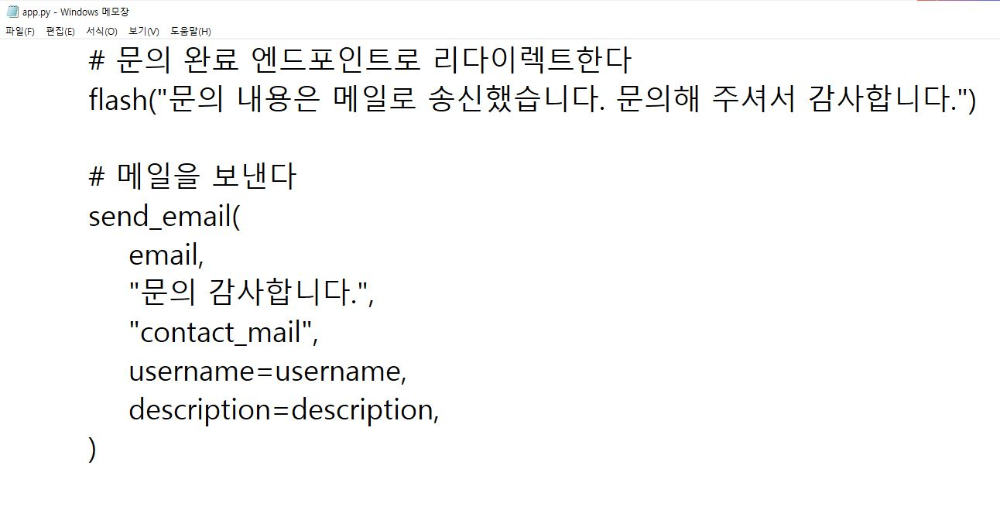 app.py - Windows 메모장
파일(F) 편집(E) 서식(O) 보기(V) 도움말(H)
# 문의 완료 엔드포인트로 리다이렉트한다
flash("문의 내용은 메일로 송신했습니다. 문의해 주셔서 감사합니다.")
# 메일을 보낸다
send_email(
email,
"문의 감사합니다.",
"contact_mail",
username=username,
description=description,
)